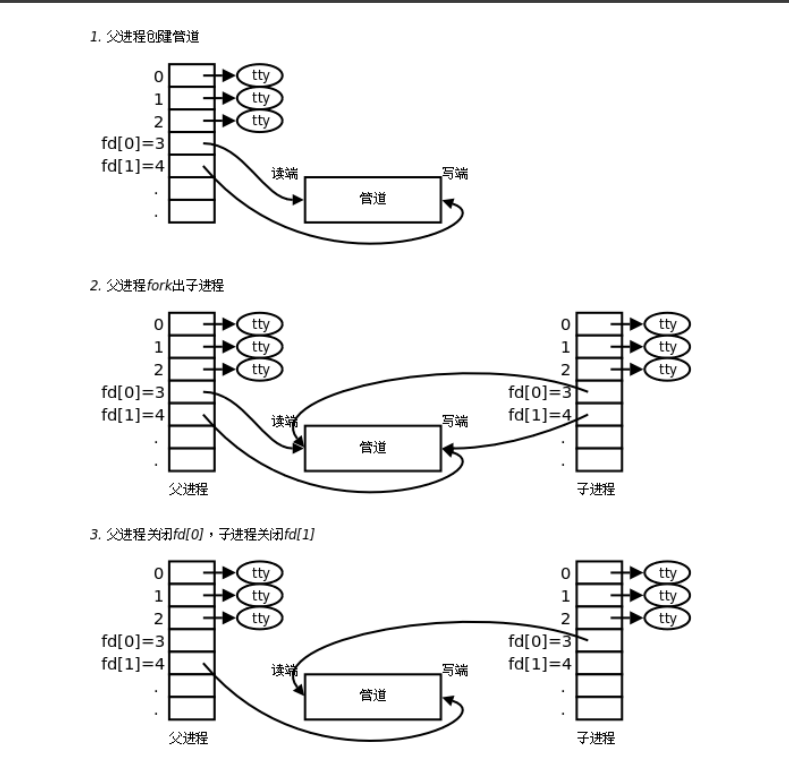 1. 父进程创建管道
0 tty
1 tty
2 tty
fd[0]=3
fd[1]=4
.
.
读端 写端
管道
2. 父进程fork出子进程
0 tty 0 tty
1 tty 1 tty
2 tty 2 tty
fd[0]=3 fd[0]=3
fd[1]=4 fd[1]=4
读端 写端
. .
管道
. .
父进程 子进程
3. 父进程关闭fd[0]，子进程关闭fd[1]
0 tty 0 tty
1 tty 1 tty
2 tty 2 tty
fd[0]=3 fd[0]=3
fd[1]=4 fd[1]=4
读端 写端
. .
管道
. .
父进程 子进程